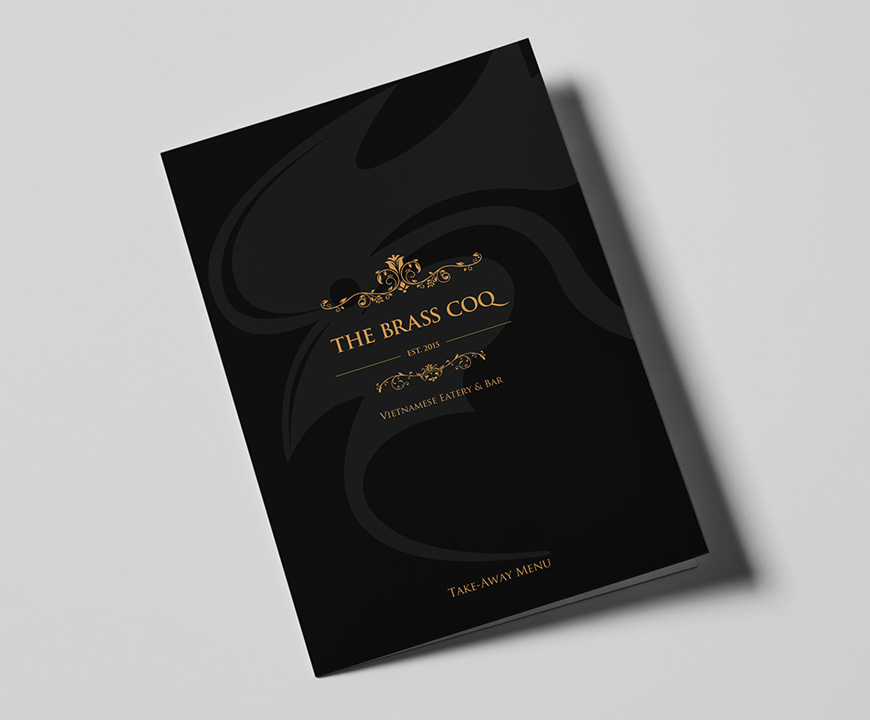 THE BRASS COQ
EST. 2015
VIETNAMESE EATERY & BAR
TAKE-AWAY MENU